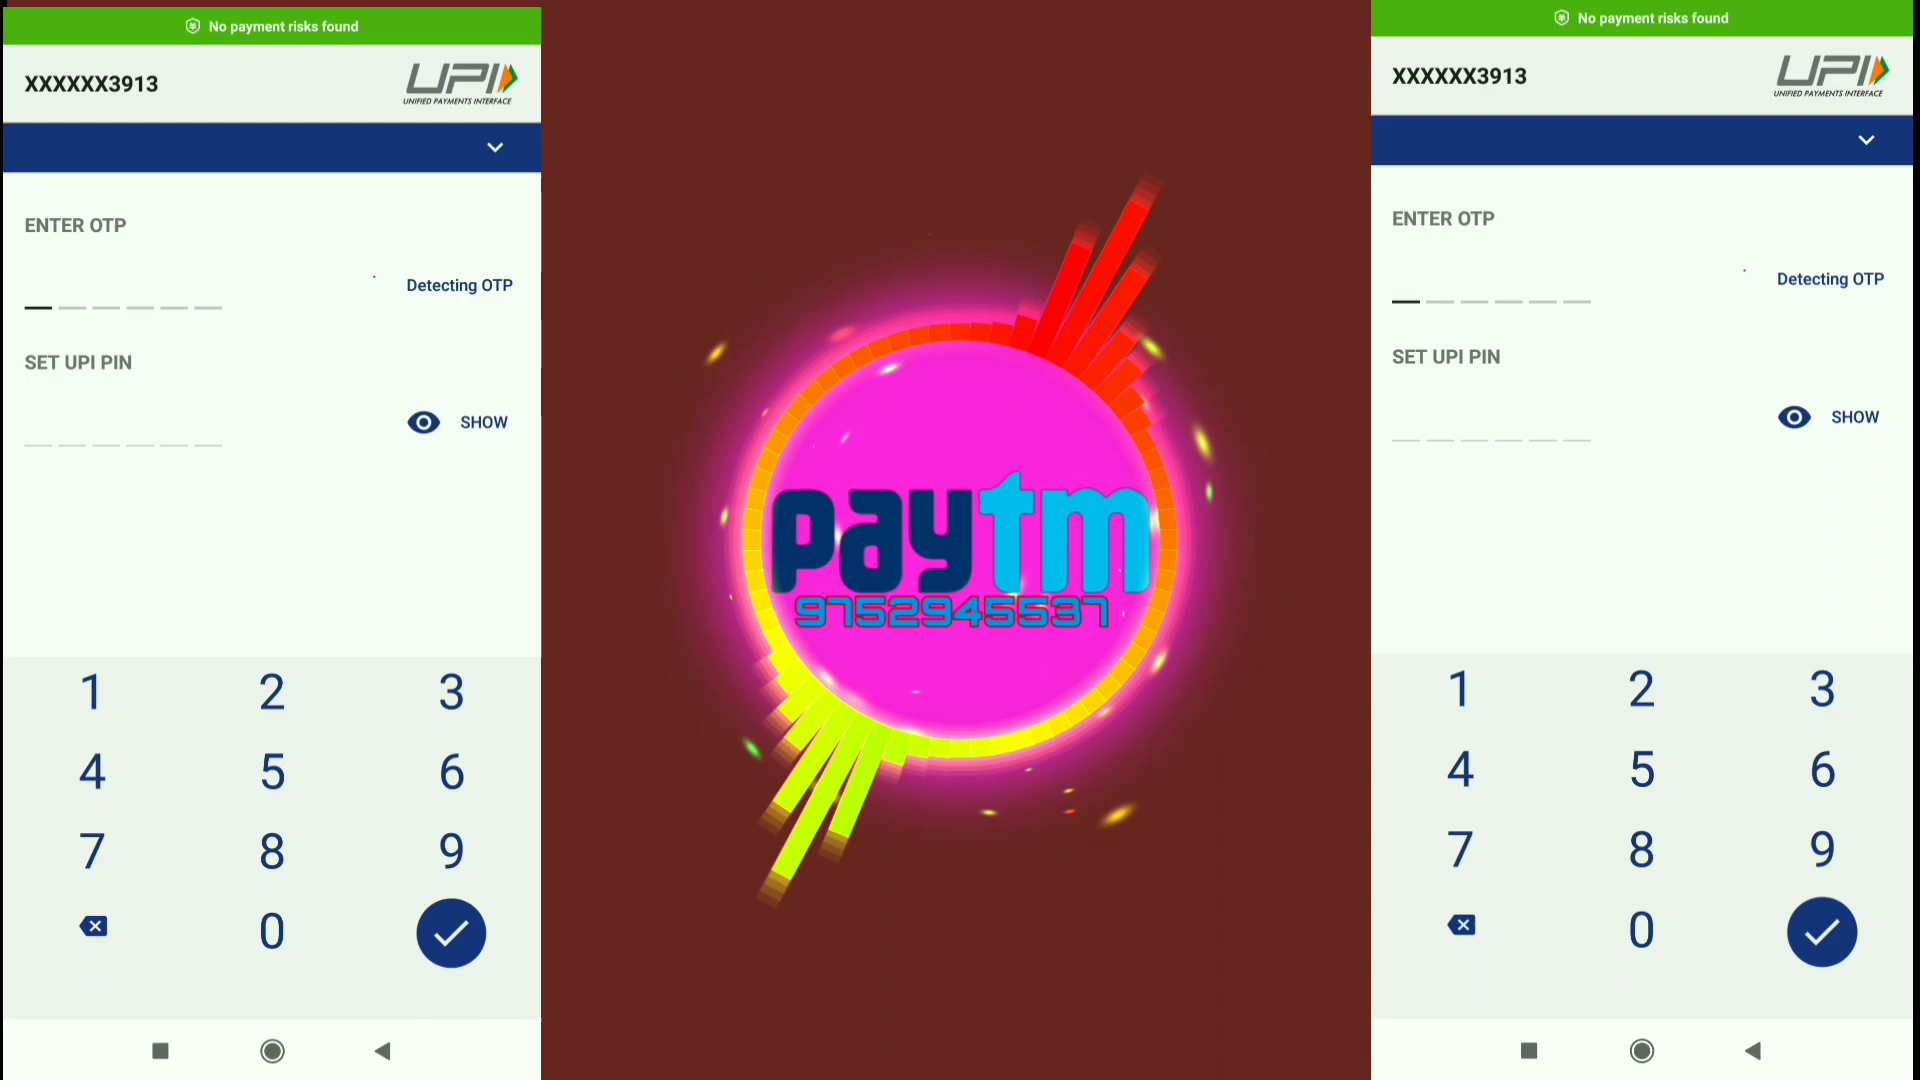 No payment risks found
XXXXXX3913
UPI
UNIFIED PAYMENTS INTERFACE
ENTER OTP
Detecting OTP
SET UPI PIN
SHOW
1 2 3
4 5 6
7 8 9
0
paytm
9752945537
No payment risks found
XXXXXX3913
UPI
UNIFIED PAYMENTS INTERFACE
ENTER OTP
Detecting OTP
SET UPI PIN
SHOW
1 2 3
4 5 6
7 8 9
0